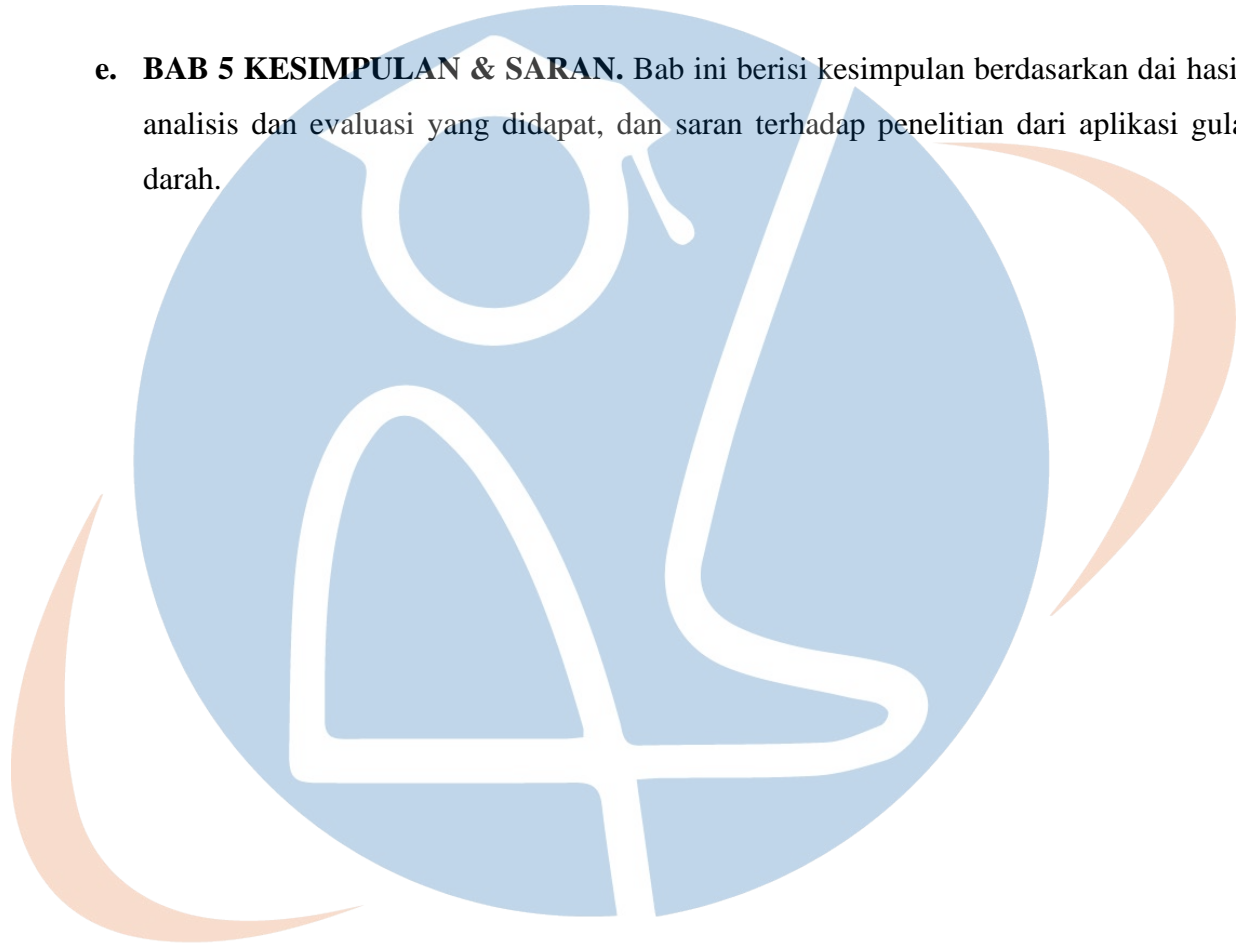 e. BAB 5 KESIMPULAN & SARAN. Bab ini berisi kesimpulan berdasarkan dai hasi
analisis dan evaluasi yang didapat, dan saran terhadap penelitian dari aplikasi gula
darah.